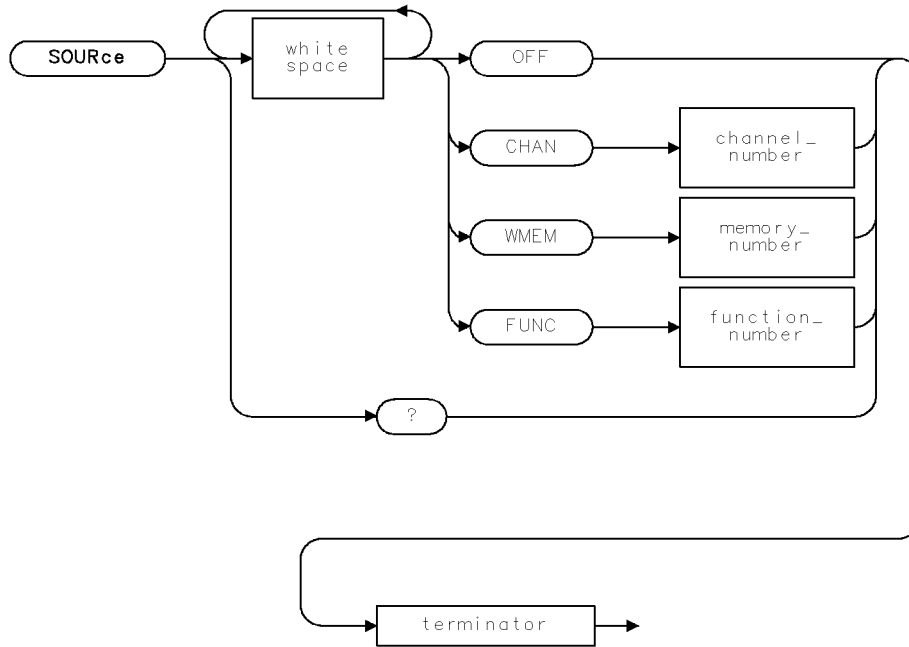 SOURce
white
space
OFF
CHAN
channel_
number
WMEM
memory_
number
FUNC
function_
number
?
terminator